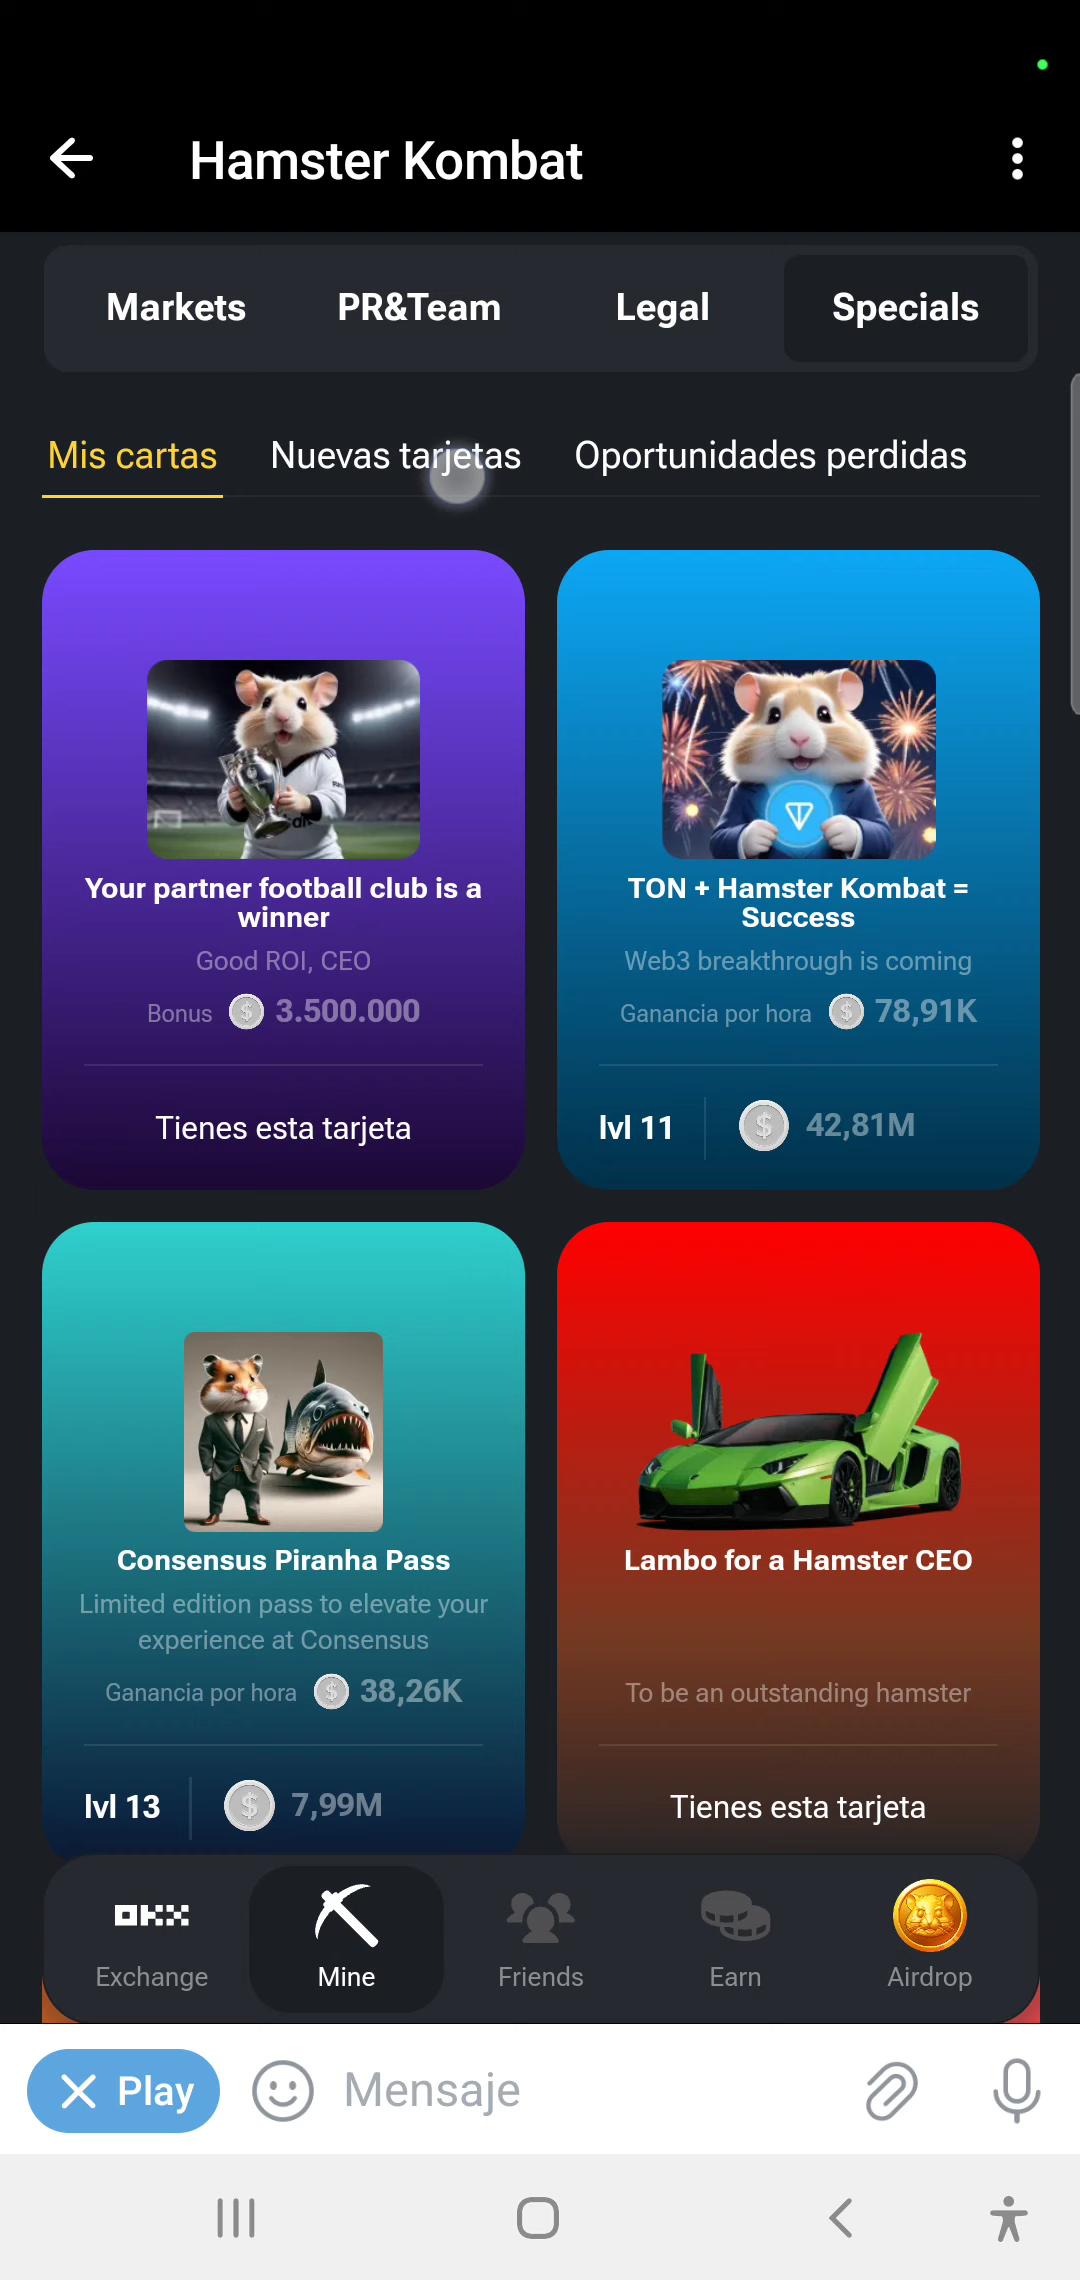 Hamster Kombat
Markets
PR&Team
Legal
Specials
Mis cartas
Nuevas tarjetas
Oportunidades perdidas
Your partner football club is a
winner
Good ROI, CEO
Bonus $ 3.500.000
Tienes esta tarjeta
TON + Hamster Kombat =
Success
Web3 breakthrough is coming
Ganancia por hora $ 78,91K
lvl 11 $ 42,81M
Consensus Piranha Pass
Limited edition pass to elevate your
experience at Consensus
Ganancia por hora $ 38,26K
lvl 13 $ 7,99M
Lambo for a Hamster CEO
To be an outstanding hamster
Tienes esta tarjeta
OKX
Exchange
Mine
Friends
Earn
Airdrop
Play
Mensaje